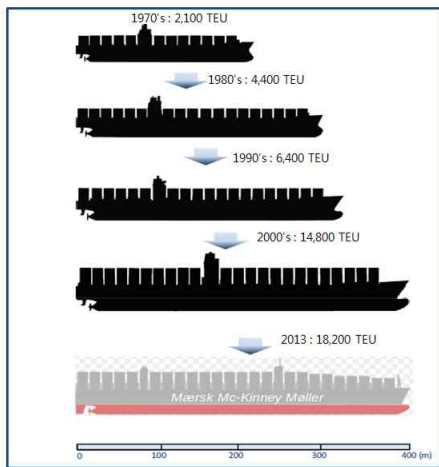 1970's : 2,100 TEU
1980's : 4,400 TEU
1990's : 6,400 TEU
2000's : 14,800 TEU
2013 : 18,200 TEU
Mærsk Mc-Kinney Møller
0 100 200 300 400 (m)